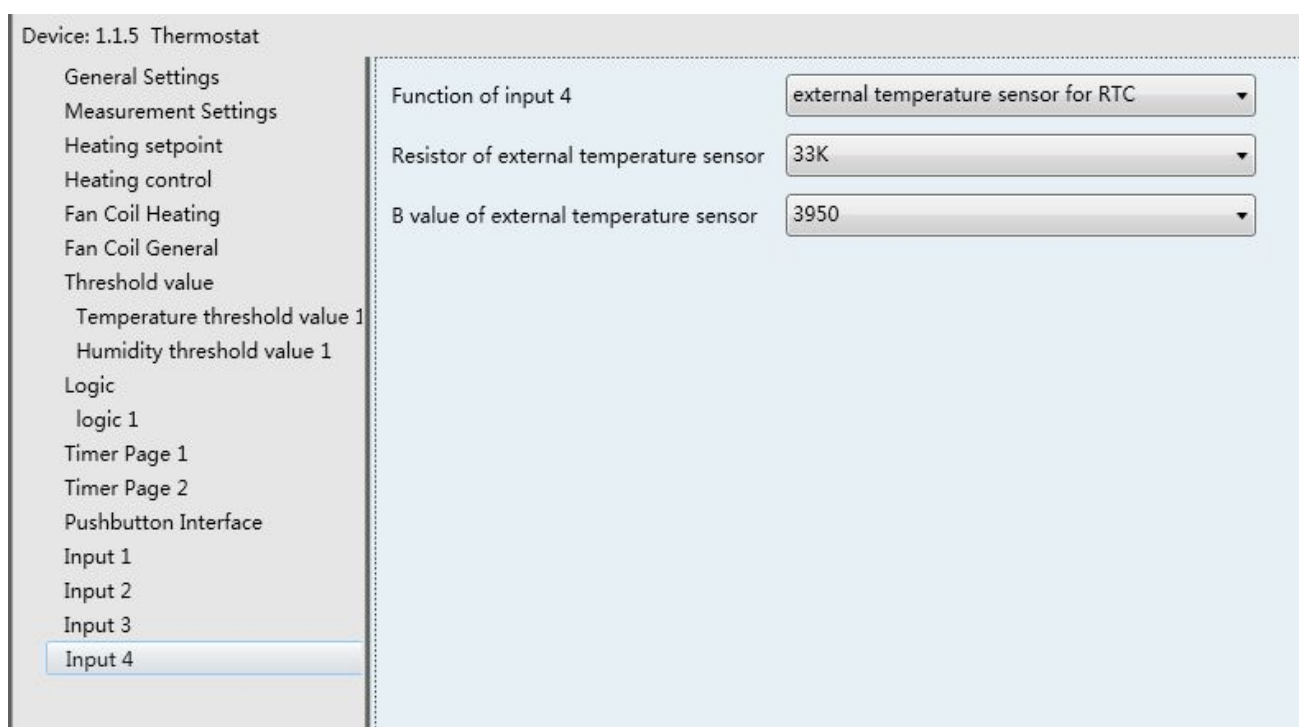 Device: 1.1.5 Thermostat
General Settings
Measurement Settings
Heating setpoint
Heating control
Fan Coil Heating
Fan Coil General
Threshold value
Temperature threshold value 1
Humidity threshold value 1
Logic
logic 1
Timer Page 1
Timer Page 2
Pushbutton Interface
Input 1
Input 2
Input 3
Input 4
Function of input 4 external temperature sensor for RTC
Resistor of external temperature sensor 33K
B value of external temperature sensor 3950